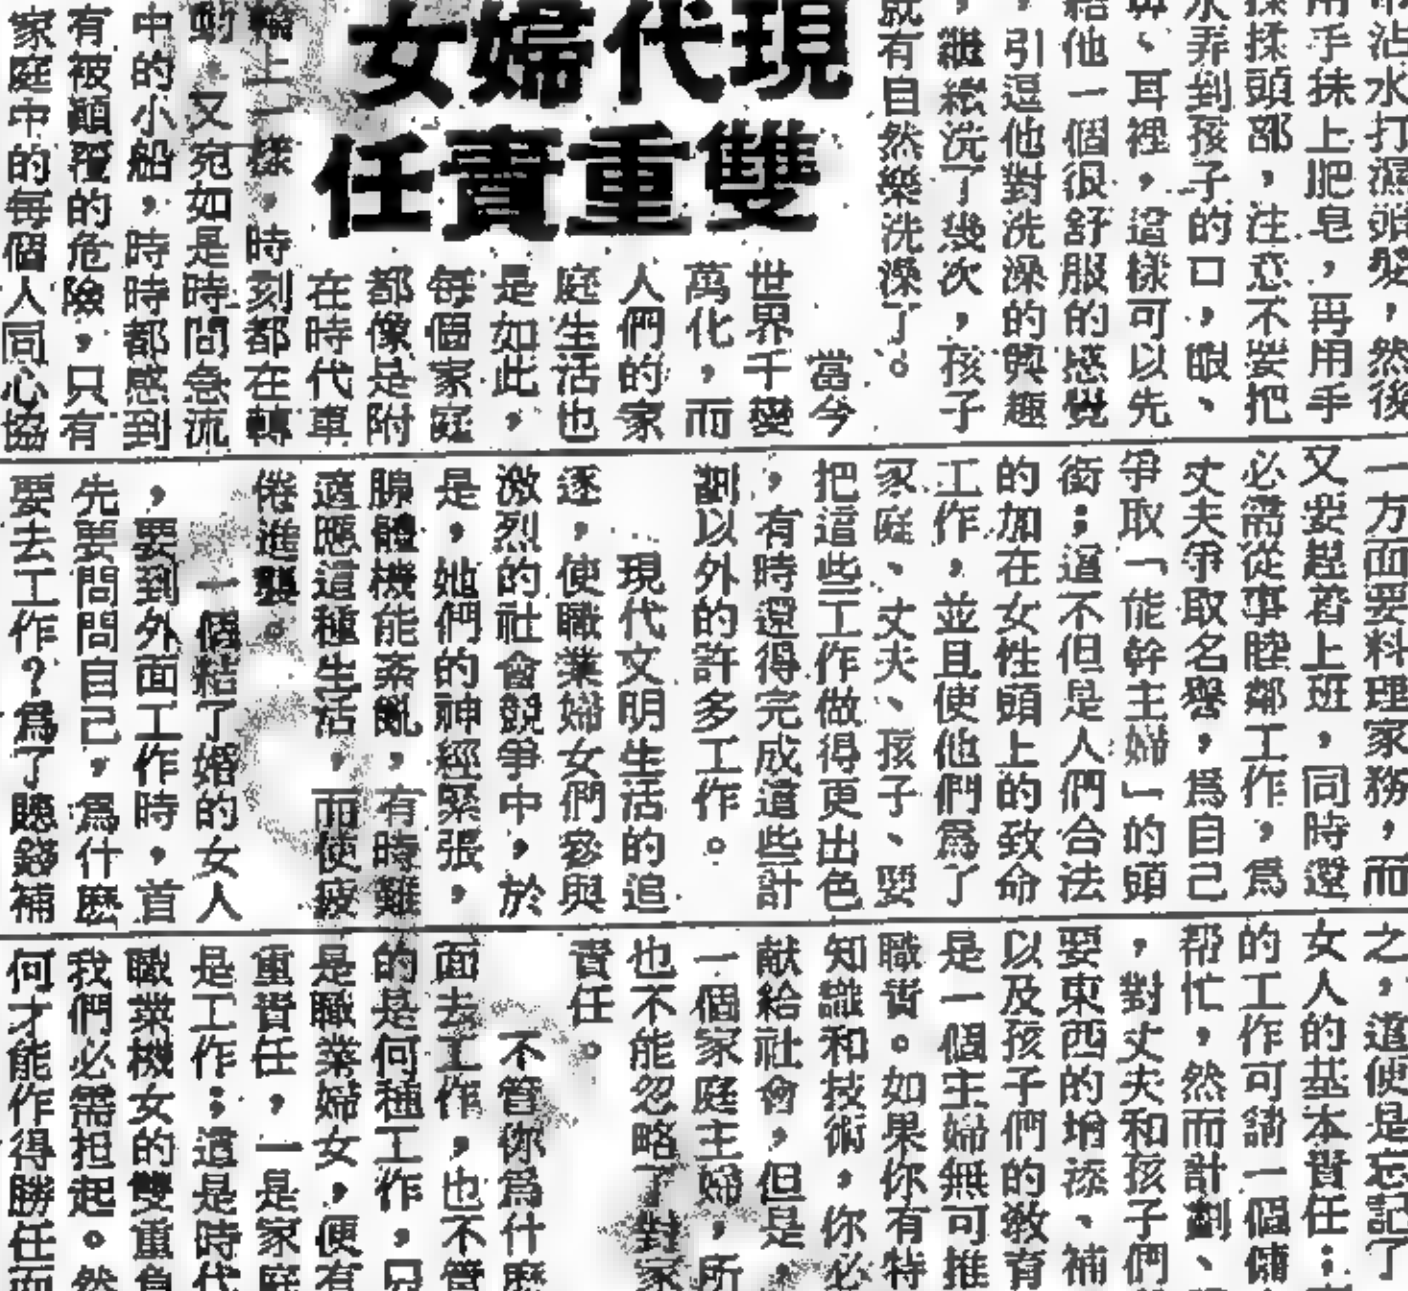 沾水打濕頭髮,然後
用手抹上肥皂,再用手
揉揉頭部,注意不要把
水弄到孩子的口,眼、
、耳裡,這樣可以先
給他一個很舒服的感覺
,引逗他對洗澡的興趣
,繼續洗了幾次,孩子
就有自然樂洗澡了。
現代婦女
雙重責任
當今
世界千變
萬化,而
人們的家
庭生活也
是如此,
每個家庭
都像是附
在時代車
輪上一樣,時刻都在轉
動,又宛如是時間急流
中的小船,時時都感到
有被顛覆的危險,只有
家庭中的每個人同心協
一方面要料理家務,而
又要趕着上班,同時還
必需從事睦鄰工作,爲
丈夫爭取名譽,爲自己
爭取「能幹主婦」的頭
銜;這不但是人們合法
的加在女性頭上的致命
工作,並且使他們爲了
家庭、丈夫、孩子、要
把這些工作做得更出色
,有時還得完成這些計
劃以外的許多工作。
現代文明生活的追
逐,使職業婦女們參與
激烈的社會競爭中,於
是,她們的神經緊張,
腺體機能紊亂,有時難
適應這種生活,而使疲
倦進襲。
一個結了婚的女人
,要到外面工作時,首
先要問問自己,爲什麽
要去工作?爲了賺錢補
之,這便是忘記了
女人的基本責任;
的工作可請一個傭
帮忙,然而計劃、
,對丈夫和孩子們
要東西的增添、補
以及孩子們的敎育
是一個主婦無可推
職責。如果你有特
知識和技術,你必
献給社會,但是,
一個家庭主婦,所
也不能忽略了對家
責任。
不管你爲什麽
面去工作,也不管
的是何種工作,只
是職業婦女,便有
重責任,一是家庭
是工作;這是時代
職業機女的雙重負
我們必需担起。然
何才能作得勝任而